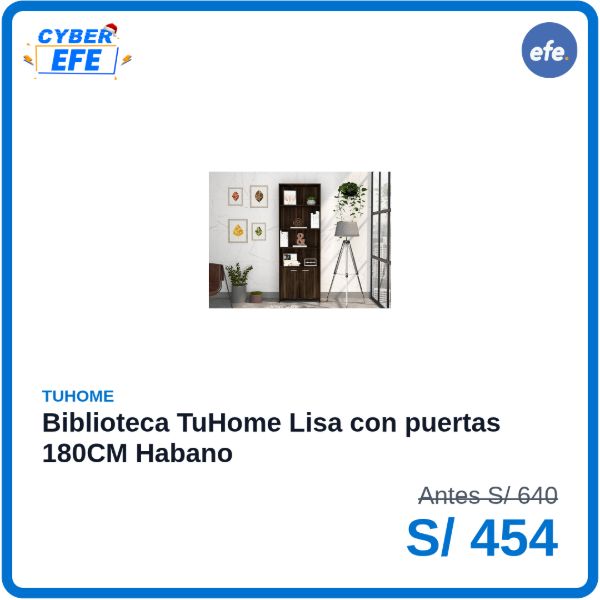 CYBER
EFE
efe.
TUHOME
Biblioteca TuHome Lisa con puertas
180CM Habano
Antes S/ 640
S/ 454